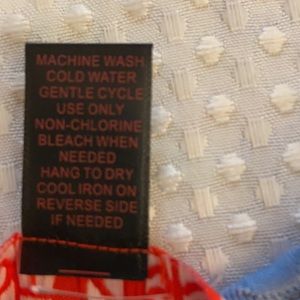 MACHINE WASH
COLD WATER
GENTLE CYCLE
USE ONLY
NON-CHLORINE
BLEACH WHEN
NEEDED
HANG TO DRY
COOL IRON ON
REVERSE SIDE
IF NEEDED